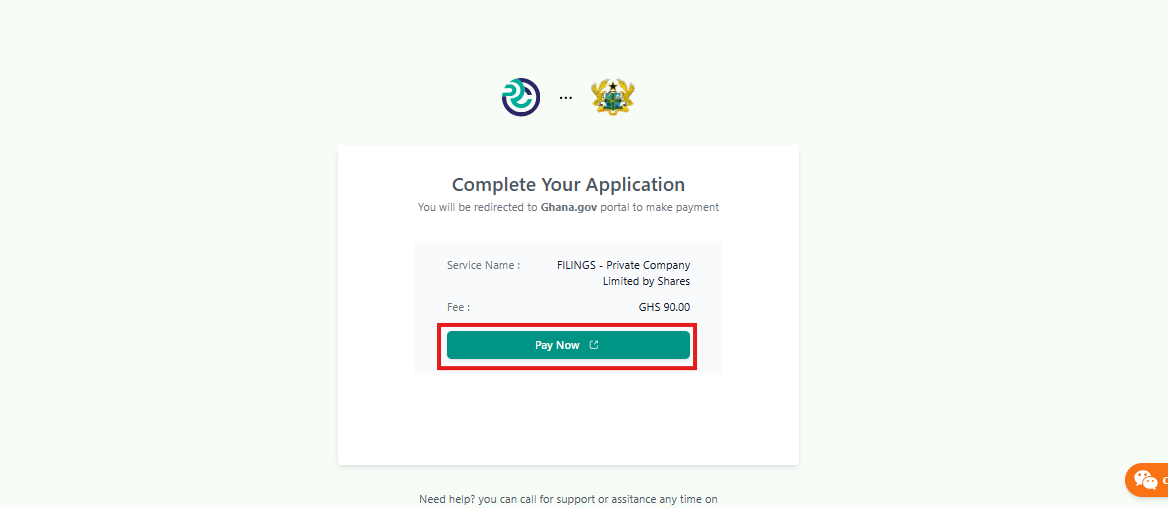 Complete Your Application
You will be redirected to Ghana.gov portal to make payment
Service Name : FILINGS - Private Company
Limited by Shares
Fee : GHS 90.00
Pay Now
Need help? you can call for support or assitance any time on